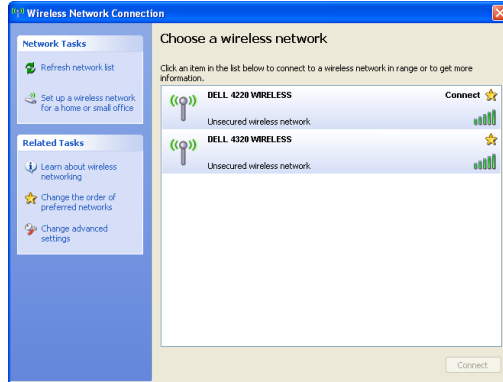 Wireless Network Connection
Network Tasks
Refresh network list
Set up a wireless network
for a home or small office
Related Tasks
Learn about wireless
networking
Change the order of
preferred networks
Change advanced
settings
Choose a wireless network
Click an item in the list below to connect to a wireless network in range or to get more
information.
DELL 4220 WIRELESS Connect
Unsecured wireless network
DELL 4320 WIRELESS
Unsecured wireless network
Connect